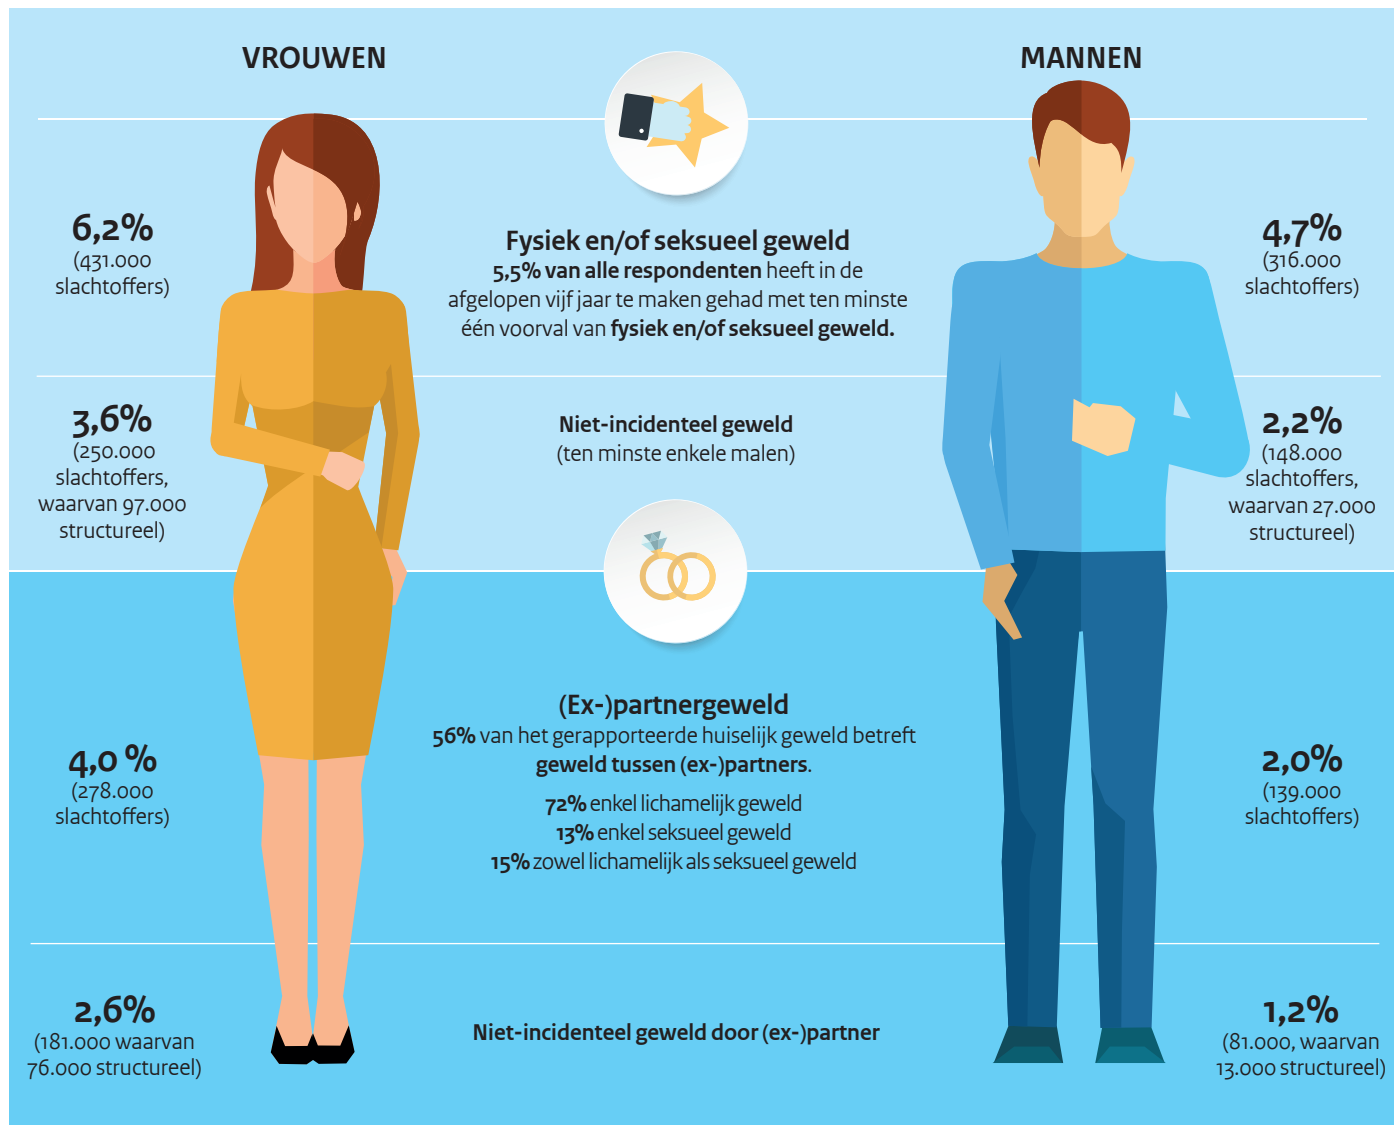 VROUWEN
MANNEN
6,2%
(431.000
slachtoffers)
Fysiek en/of seksueel geweld
5,5% van alle respondenten heeft in de
afgelopen vijf jaar te maken gehad met ten minste
één voorval van fysiek en/of seksueel geweld.
4,7%
(316.000
slachtoffers)
3,6%
(250.000
slachtoffers,
waarvan 97.000
structureel)
Niet-incidenteel geweld
(ten minste enkele malen)
2,2%
(148.000
slachtoffers,
waarvan 27.000
structureel)
4,0 %
(278.000
slachtoffers)
(Ex-)partnergeweld
56% van het gerapporteerde huiselijk geweld betreft
geweld tussen (ex-)partners.
72% enkel lichamelijk geweld
13% enkel seksueel geweld
15% zowel lichamelijk als seksueel geweld
2,0%
(139.000
slachtoffers)
2,6%
(181.000 waarvan
76.000 structureel)
Niet-incidenteel geweld door (ex-)partner
1,2%
(81.000, waarvan
13.000 structureel)